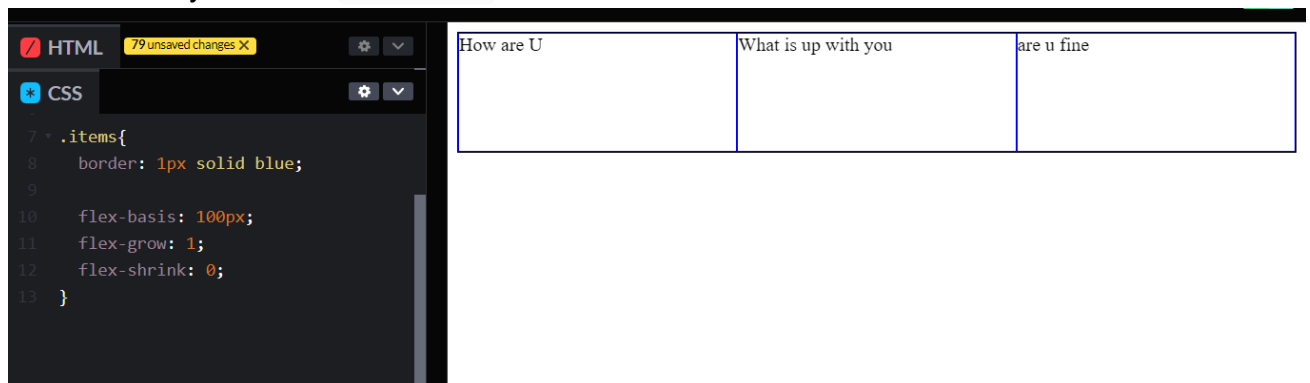 HTML 79 unsaved changes X
CSS
7 .items{
8 border: 1px solid blue;
9
10 flex-basis: 100px;
11 flex-grow: 1;
12 flex-shrink: 0;
13 }
How are U
What is up with you
are u fine